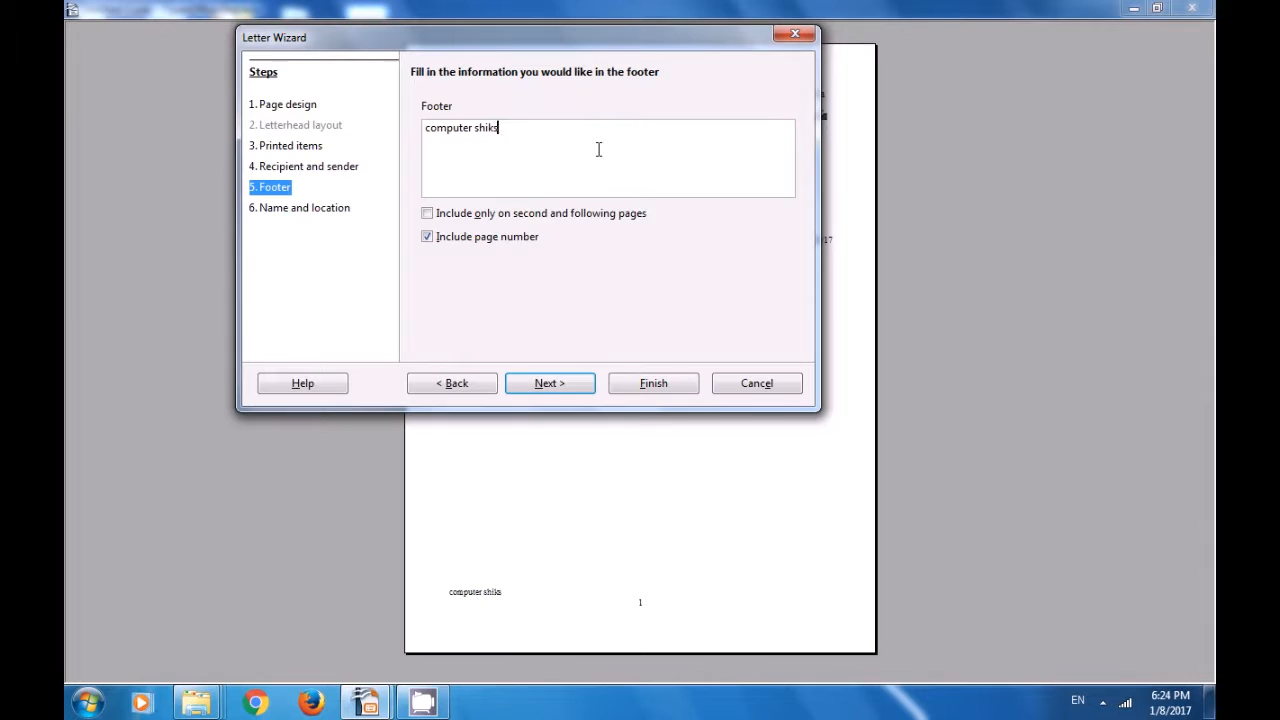 Letter Wizard
Steps
1. Page design
2. Letterhead layout
3. Printed items
4. Recipient and sender
5. Footer
6. Name and location
Fill in the information you would like in the footer
Footer
computer shiks
Include only on second and following pages
Include page number
17
Help
< Back
Next >
Finish
Cancel
computer shiks
1
EN
6:24 PM
1/8/2017